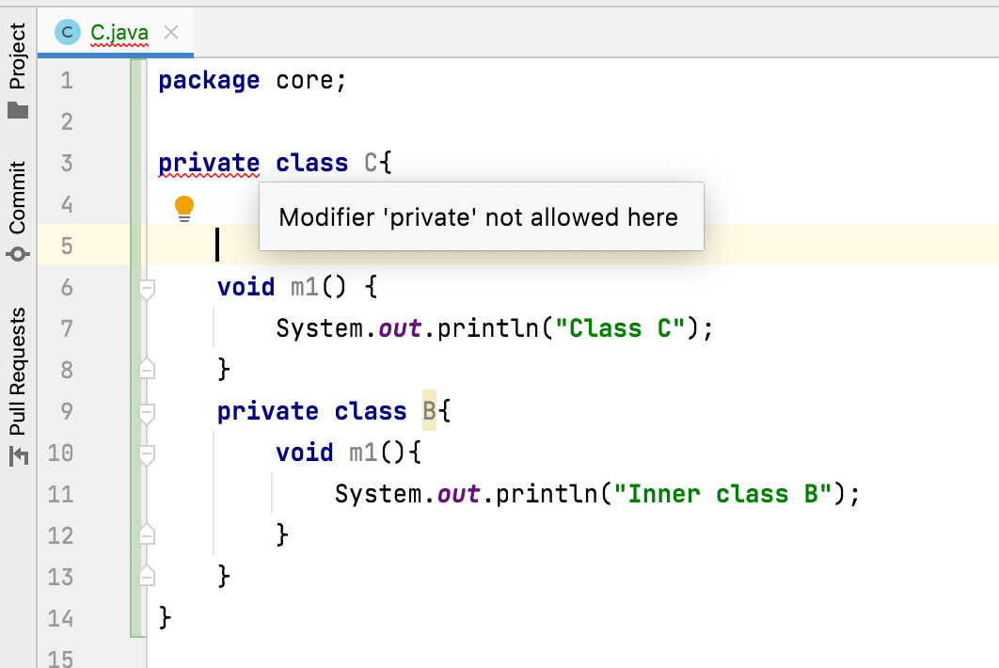 Project
Commit
Pull Requests
C C.java
1 package core;
2
3 private class C{
Modifier 'private' not allowed here
4
5
6 void m1() {
7 System.out.println("Class C");
8 }
9 private class B{
10 void m1(){
11 System.out.println("Inner class B");
12 }
13 }
14 }
15